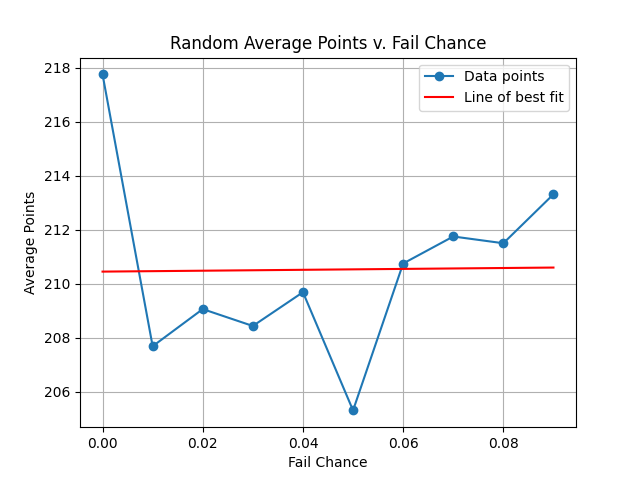 Random Average Points v. Fail Chance
218
216
214
212
210
208
206
Average Points
Data points
Line of best fit
0.00 0.02 0.04 0.06 0.08
Fail Chance